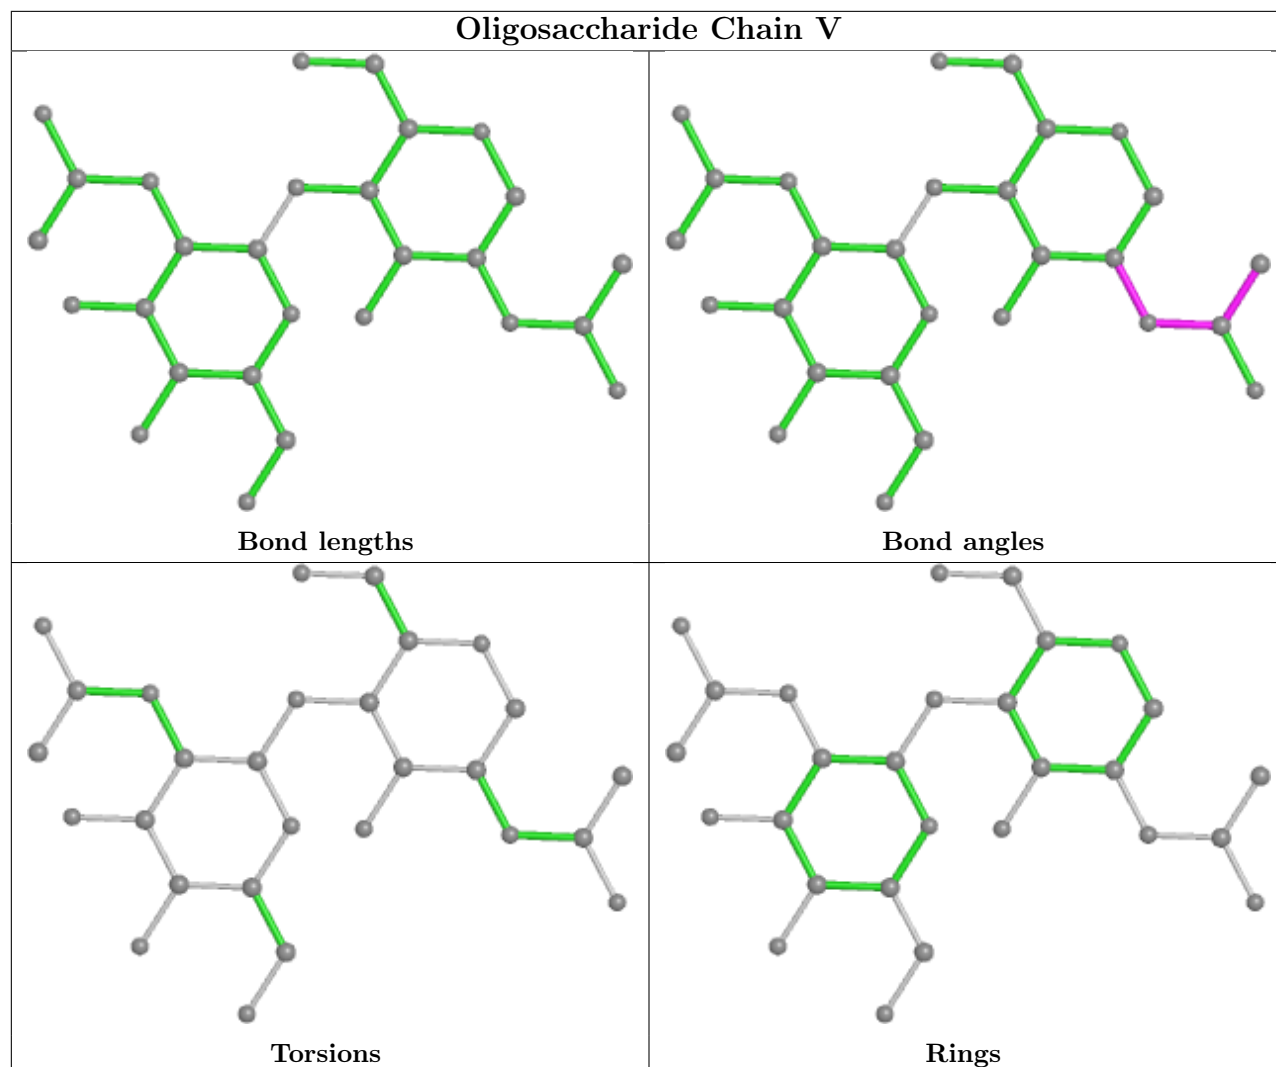 Oligosaccharide Chain V
Bond lengths
Bond angles
Torsions
Rings